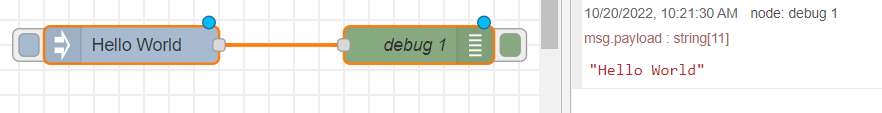 Hello World
debug 1
10/20/2022, 10:21:30 AM node: debug 1
msg.payload : string[11]
"Hello World"